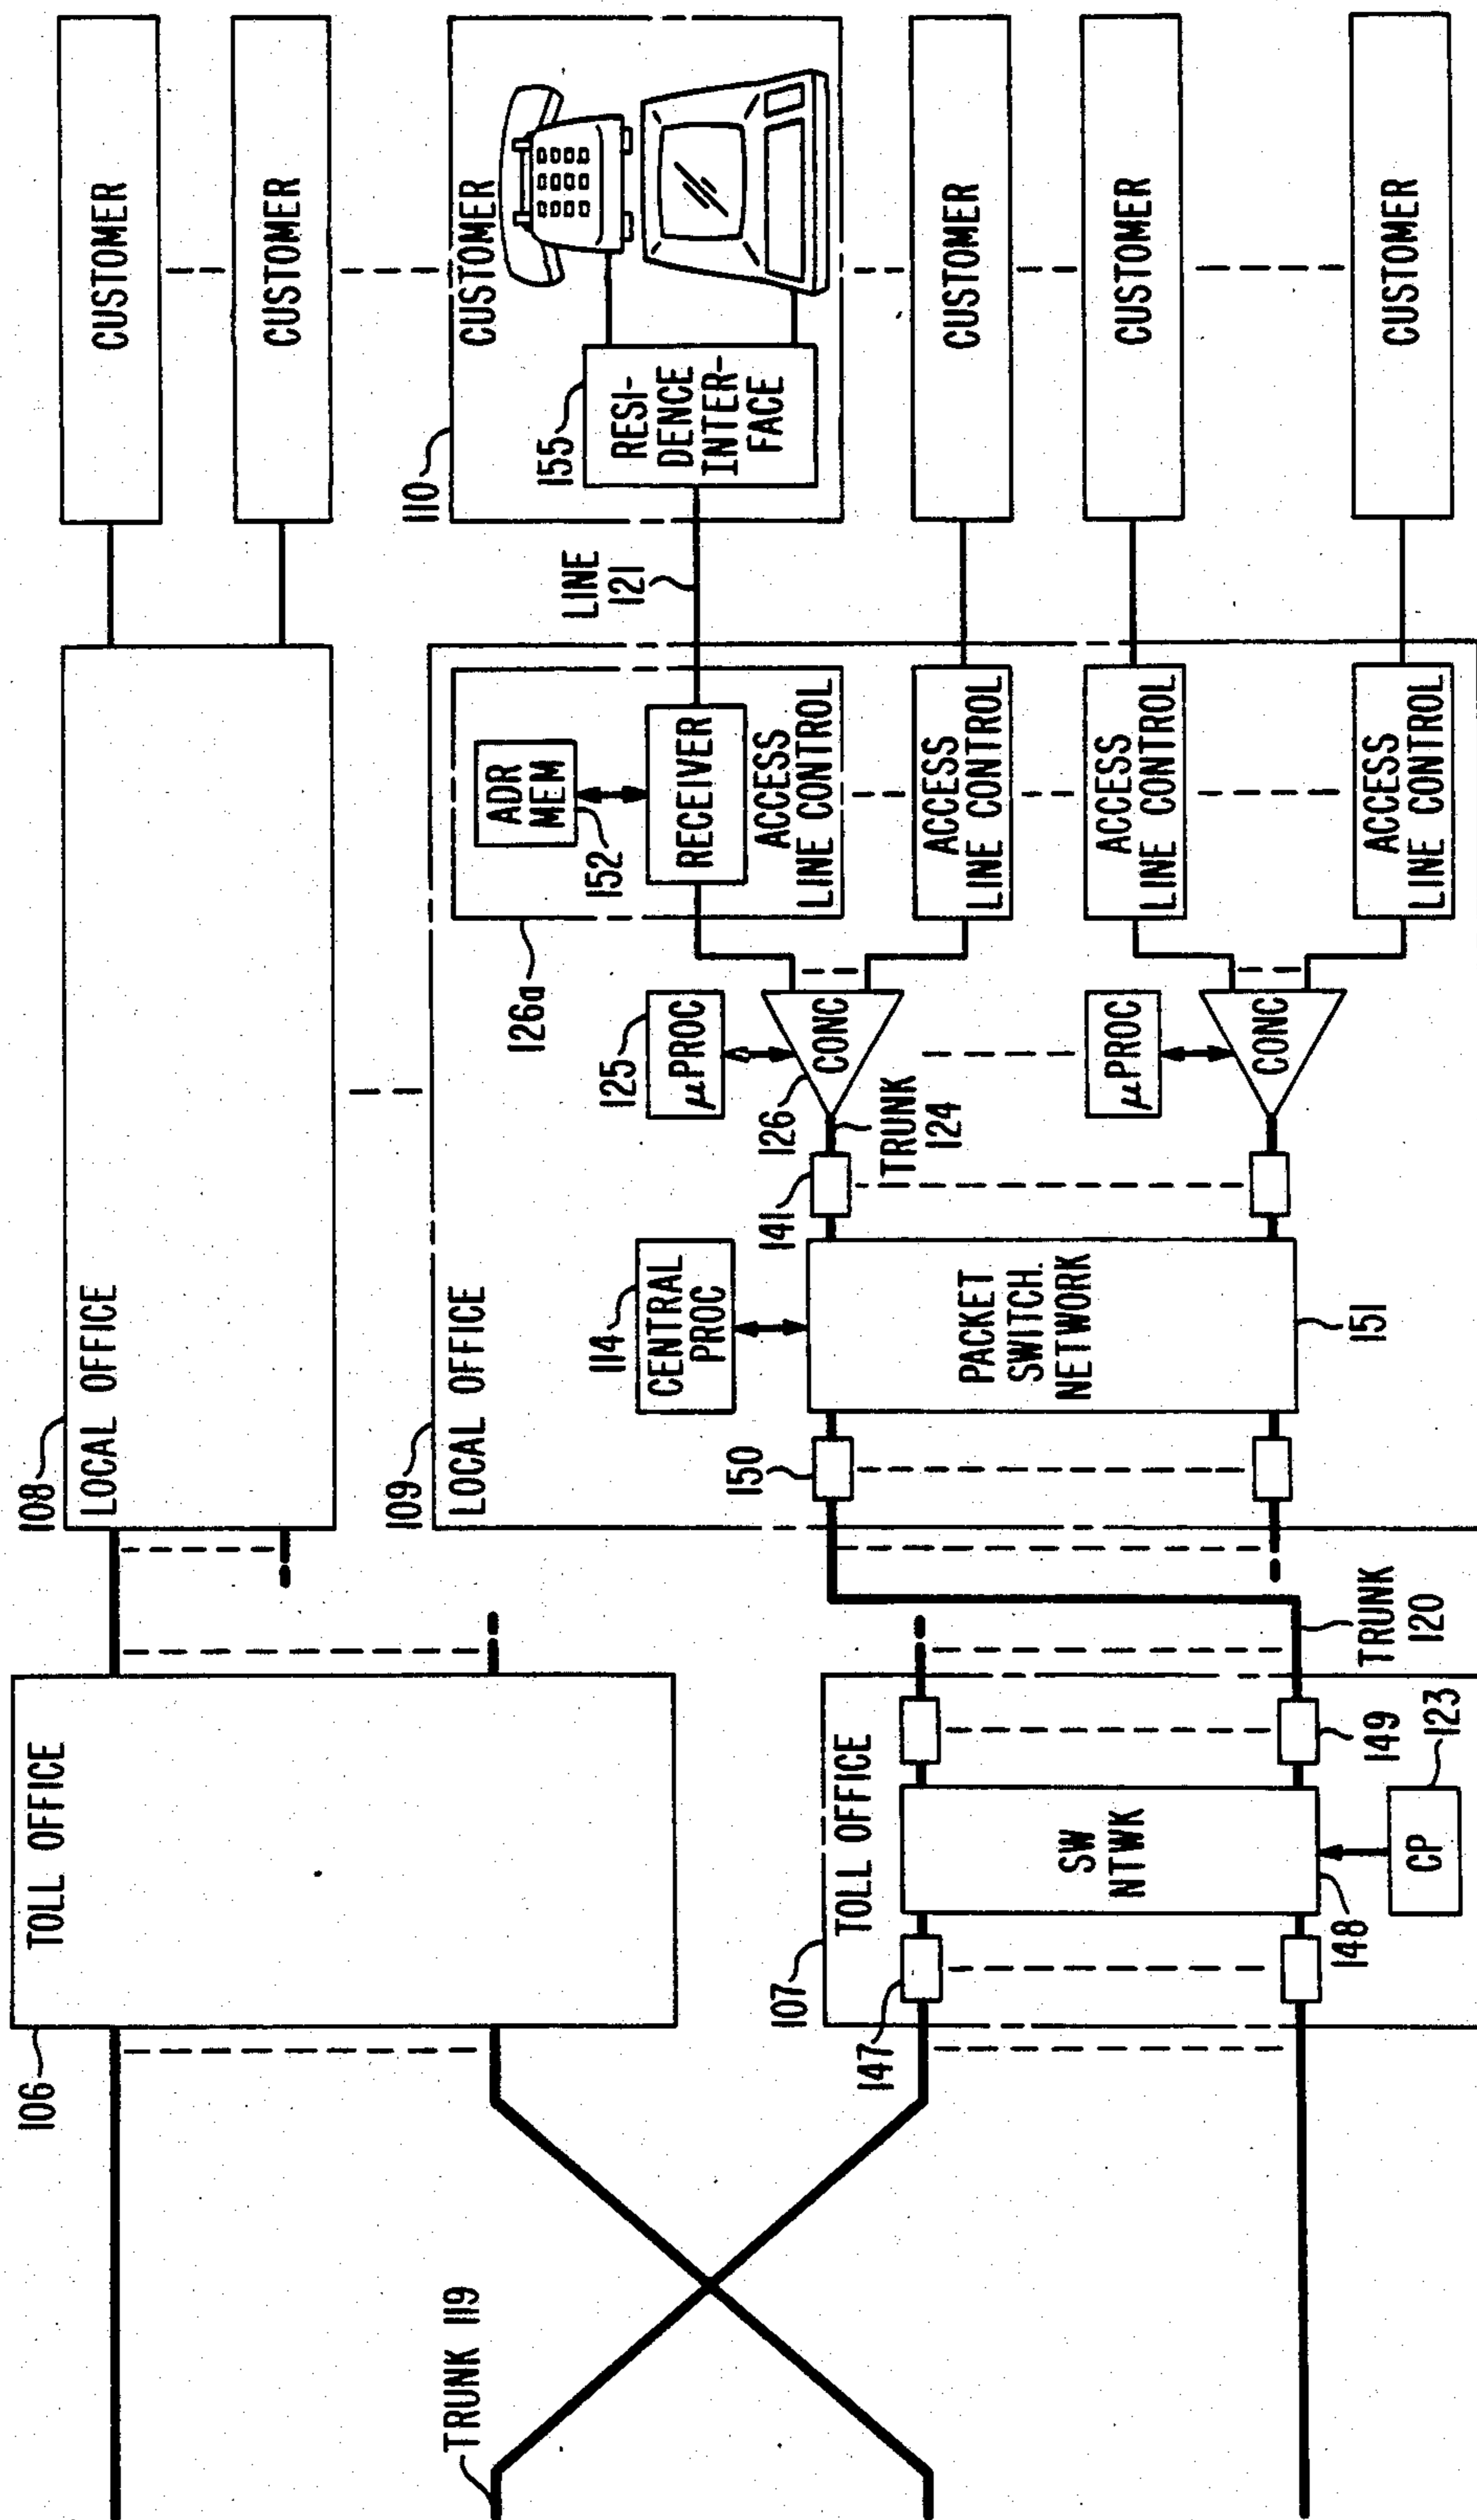 106
TOLL OFFICE
108
LOCAL OFFICE
CUSTOMER
CUSTOMER
109
LOCAL OFFICE
110
CUSTOMER
155
RESI-
DENCE
INTER-
FACE
LINE
121
ADR
MEM
152
RECEIVER
ACCESS
LINE CONTROL
126a
125
μPROC
126
CONC
TRUNK
124
141
114
CENTRAL
PROC
PACKET
SWITCH.
NETWORK
151
150
ACCESS
LINE CONTROL
CUSTOMER
μPROC
CONC
ACCESS
LINE CONTROL
CUSTOMER
ACCESS
LINE CONTROL
CUSTOMER
TRUNK 119
107
TOLL OFFICE
147
SW
NTWK
148
CP
123
149
TRUNK
120